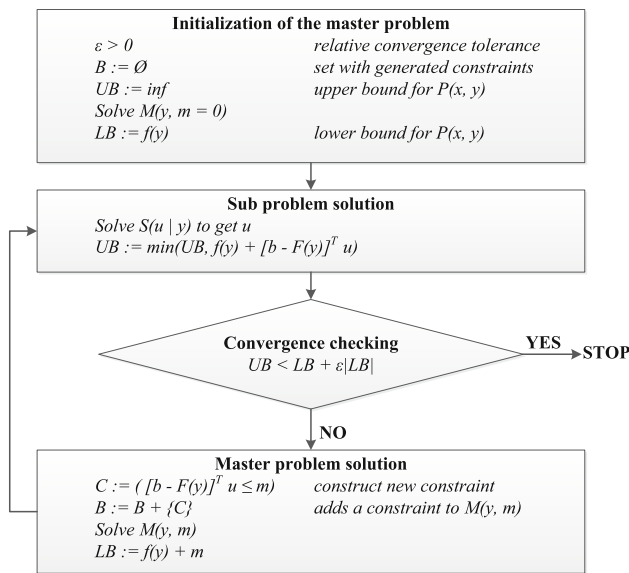 Initialization of the master problem
ε > 0 relative convergence tolerance
B := Ø set with generated constraints
UB := inf upper bound for P(x, y)
Solve M(y, m = 0)
LB := f(y) lower bound for P(x, y)
Sub problem solution
Solve S(u | y) to get u
UB := min(UB, f(y) + [b - F(y)]^T u)
Convergence checking
UB < LB + ε|LB|
YES
STOP
NO
Master problem solution
C := ( [b - F(y)]^T u ≤ m) construct new constraint
B := B + {C} adds a constraint to M(y, m)
Solve M(y, m)
LB := f(y) + m